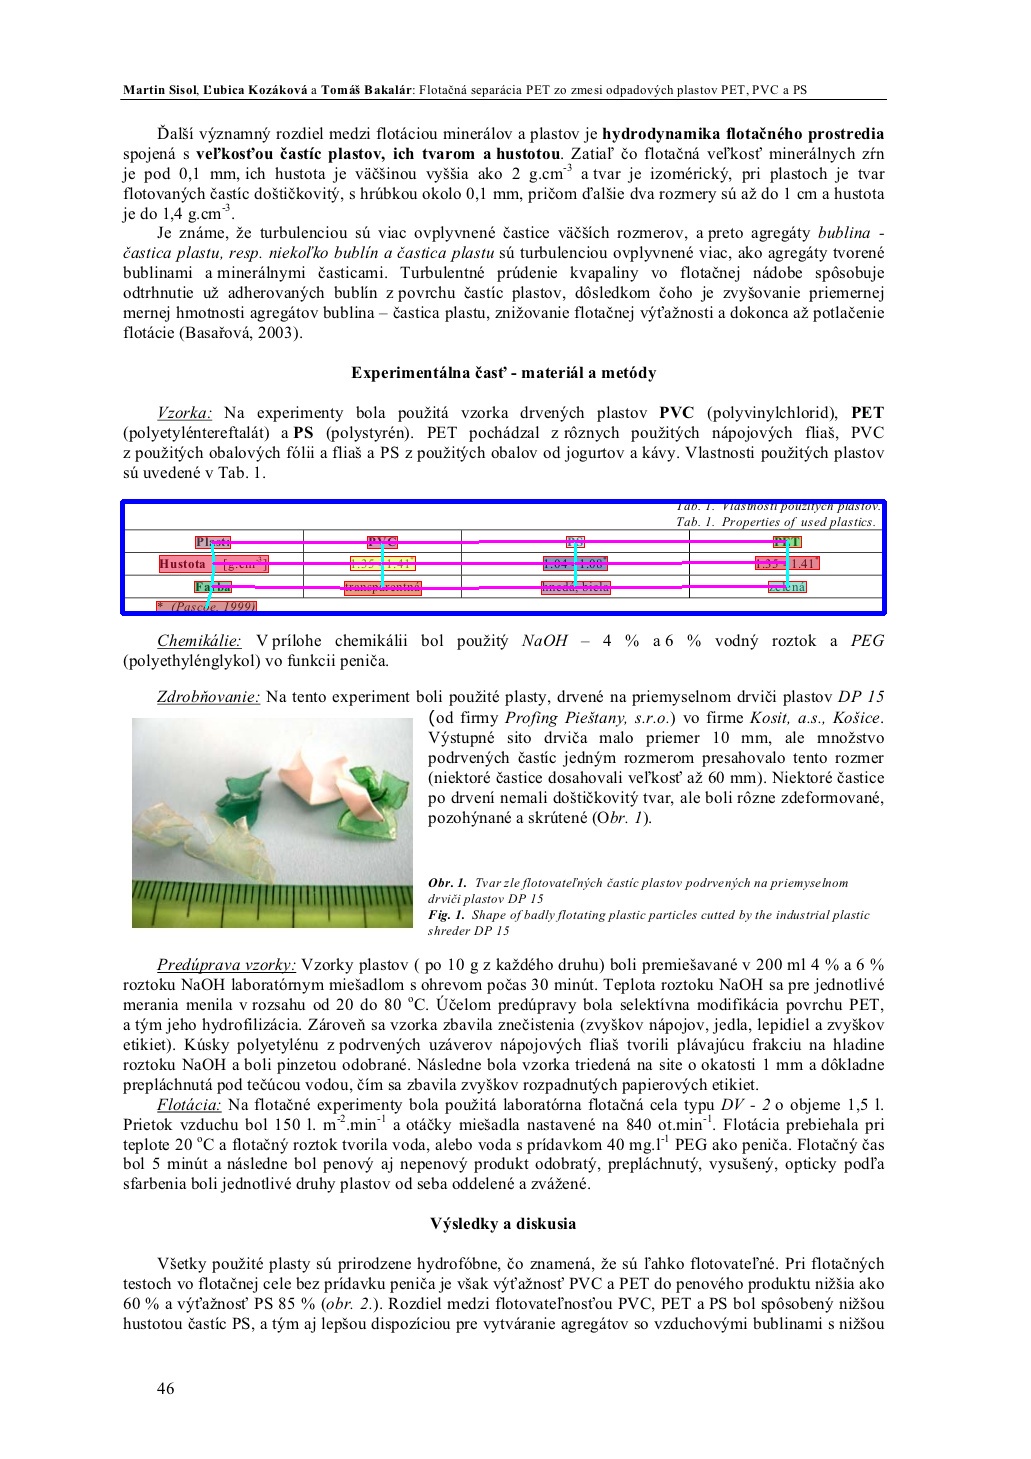 Martin Sisol, Ľubica Kozáková a Tomáš Bakalár: Flotačná separácia PET zo zmesi odpadových plastov PET, PVC a PS
Ďalší významný rozdiel medzi flotáciou minerálov a plastov je hydrodynamika flotačného prostredia
spojená s veľkosťou častíc plastov, ich tvarom a hustotou. Zatiaľ čo flotačná veľkosť minerálnych zŕn
je pod 0,1 mm, ich hustota je väčšinou vyššia ako 2 g.cm-3 a tvar je izomérický, pri plastoch je tvar
flotovaných častíc doštičkovitý, s hrúbkou okolo 0,1 mm, pričom ďalšie dva rozmery sú až do 1 cm a hustota
je do 1,4 g.cm-3.
Je známe, že turbulenciou sú viac ovplyvnené častice väčších rozmerov, a preto agregáty bublina -
častica plastu, resp. niekoľko bublín a častica plastu sú turbulenciou ovplyvnené viac, ako agregáty tvorené
bublinami a minerálnymi časticami. Turbulentné prúdenie kvapaliny vo flotačnej nádobe spôsobuje
odtrhnutie už adherovaných bublín z povrchu častíc plastov, dôsledkom čoho je zvyšovanie priemernej
mernej hmotnosti agregátov bublina – častica plastu, znižovanie flotačnej výťažnosti a dokonca až potlačenie
flotácie (Basařová, 2003).
Experimentálna časť - materiál a metódy
Vzorka: Na experimenty bola použitá vzorka drvených plastov PVC (polyvinylchlorid), PET
(polyetyléntereftalát) a PS (polystyrén). PET pochádzal z rôznych použitých nápojových fliaš, PVC
z použitých obalových fólii a fliaš a PS z použitých obalov od jogurtov a kávy. Vlastnosti použitých plastov
sú uvedené v Tab. 1.
Tab. 1. Vlastnosti použitých plastov.
Tab. 1. Properties of used plastics.
Plast: PVC PS PET
Hustota [g.cm-3] 1.35 - 1.41* 1.04 - 1.08* 1.35 - 1.41*
Farba transparentná hnedá, biela zelená
* (Pascoe, 1999)
Chemikálie: V prílohe chemikálii bol použitý NaOH – 4 % a 6 % vodný roztok a PEG
(polyethylénglykol) vo funkcii peniča.
Zdrobňovanie: Na tento experiment boli použité plasty, drvené na priemyselnom drviči plastov DP 15
(od firmy Profing Piešťany, s.r.o.) vo firme Kosit, a.s., Košice.
Výstupné sito drviča malo priemer 10 mm, ale množstvo
podrvených častíc jedným rozmerom presahovalo tento rozmer
(niektoré častice dosahovali veľkosť až 60 mm). Niektoré častice
po drvení nemali doštičkovitý tvar, ale boli rôzne zdeformované,
pozohýnané a skrútené (Obr. 1).
Obr. 1. Tvar zle flotovateľných častíc plastov podrvených na priemyselnom
drviči plastov DP 15
Fig. 1. Shape of badly flotating plastic particles cutted by the industrial plastic
shreder DP 15
Predúprava vzorky: Vzorky plastov ( po 10 g z každého druhu) boli premiešavané v 200 ml 4 % a 6 %
roztoku NaOH laboratórnym miešadlom s ohrevom počas 30 minút. Teplota roztoku NaOH sa pre jednotlivé
merania menila v rozsahu od 20 do 80 oC. Účelom predúpravy bola selektívna modifikácia povrchu PET,
a tým jeho hydrofilizácia. Zároveň sa vzorka zbavila znečistenia (zvyškov nápojov, jedla, lepidiel a zvyškov
etikiet). Kúsky polyetylénu z podrvených uzáverov nápojových fliaš tvorili plávajúcu frakciu na hladine
roztoku NaOH a boli pinzetou odobrané. Následne bola vzorka triedená na site o okatosti 1 mm a dôkladne
prepláchnutá pod tečúcou vodou, čím sa zbavila zvyškov rozpadnutých papierových etikiet.
Flotácia: Na flotačné experimenty bola použitá laboratórna flotačná cela typu DV - 2 o objeme 1,5 l.
Prietok vzduchu bol 150 l. m-2.min-1 a otáčky miešadla nastavené na 840 ot.min-1. Flotácia prebiehala pri
teplote 20 oC a flotačný roztok tvorila voda, alebo voda s prídavkom 40 mg.l-1 PEG ako peniča. Flotačný čas
bol 5 minút a následne bol penový aj nepenový produkt odobratý, prepláchnutý, vysušený, opticky podľa
sfarbenia boli jednotlivé druhy plastov od seba oddelené a zvážené.
Výsledky a diskusia
Všetky použité plasty sú prirodzene hydrofóbne, čo znamená, že sú ľahko flotovateľné. Pri flotačných
testoch vo flotačnej cele bez prídavku peniča je však výťažnosť PVC a PET do penového produktu nižšia ako
60 % a výťažnosť PS 85 % (obr. 2.). Rozdiel medzi flotovateľnosťou PVC, PET a PS bol spôsobený nižšou
hustotou častíc PS, a tým aj lepšou dispozíciou pre vytváranie agregátov so vzduchovými bublinami s nižšou
46